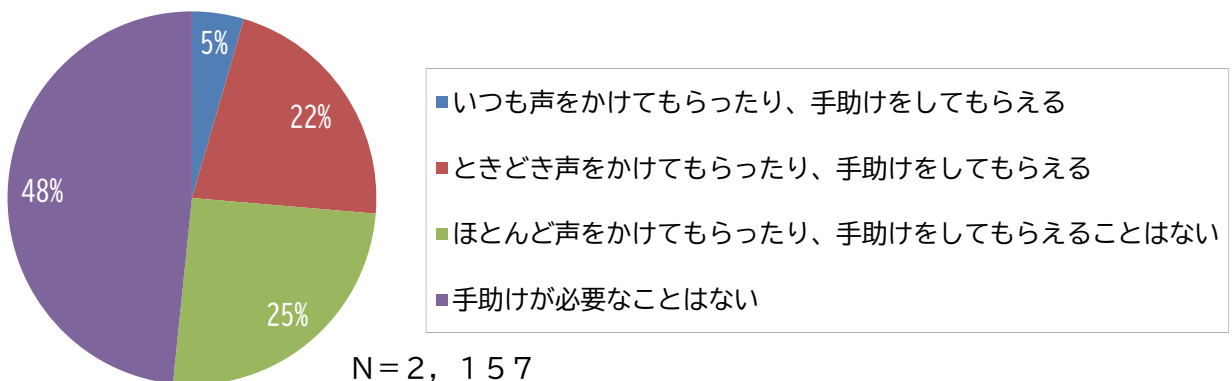 5%
22%
25%
48%
いつも声をかけてもらったり、手助けをしてもらえる
ときどき声をかけてもらったり、手助けをしてもらえる
ほとんど声をかけてもらったり、手助けをしてもらえることはない
手助けが必要なことはない
N=2,157